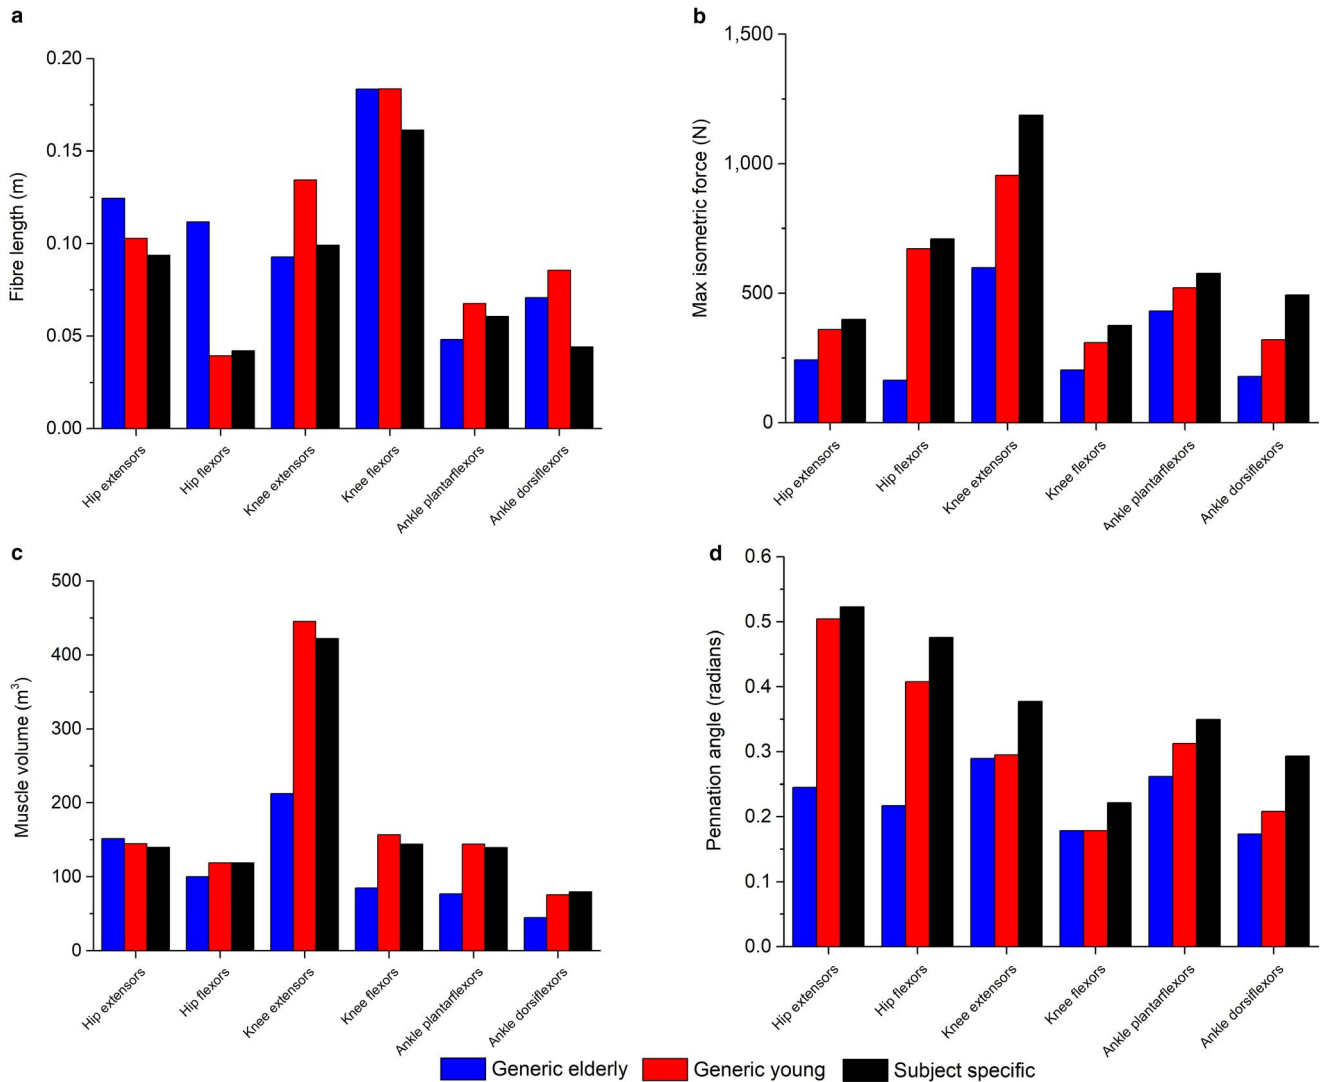 a
Fibre length (m)
0.20
0.15
0.10
0.05
0.00
Hip extensors
Hip flexors
Knee extensors
Knee flexors
Ankle plantarflexors
Ankle dorsiflexors
b
Max isometric force (N)
1,500
1,000
500
0
Hip extensors
Hip flexors
Knee extensors
Knee flexors
Ankle plantarflexors
Ankle dorsiflexors
c
Muscle volume (m³)
500
400
300
200
100
0
Hip extensors
Hip flexors
Knee extensors
Knee flexors
Ankle plantarflexors
Ankle dorsiflexors
d
Pennation angle (radians)
0.6
0.5
0.4
0.3
0.2
0.1
0.0
Hip extensors
Hip flexors
Knee extensors
Knee flexors
Ankle plantarflexors
Ankle dorsiflexors
Generic elderly
Generic young
Subject specific